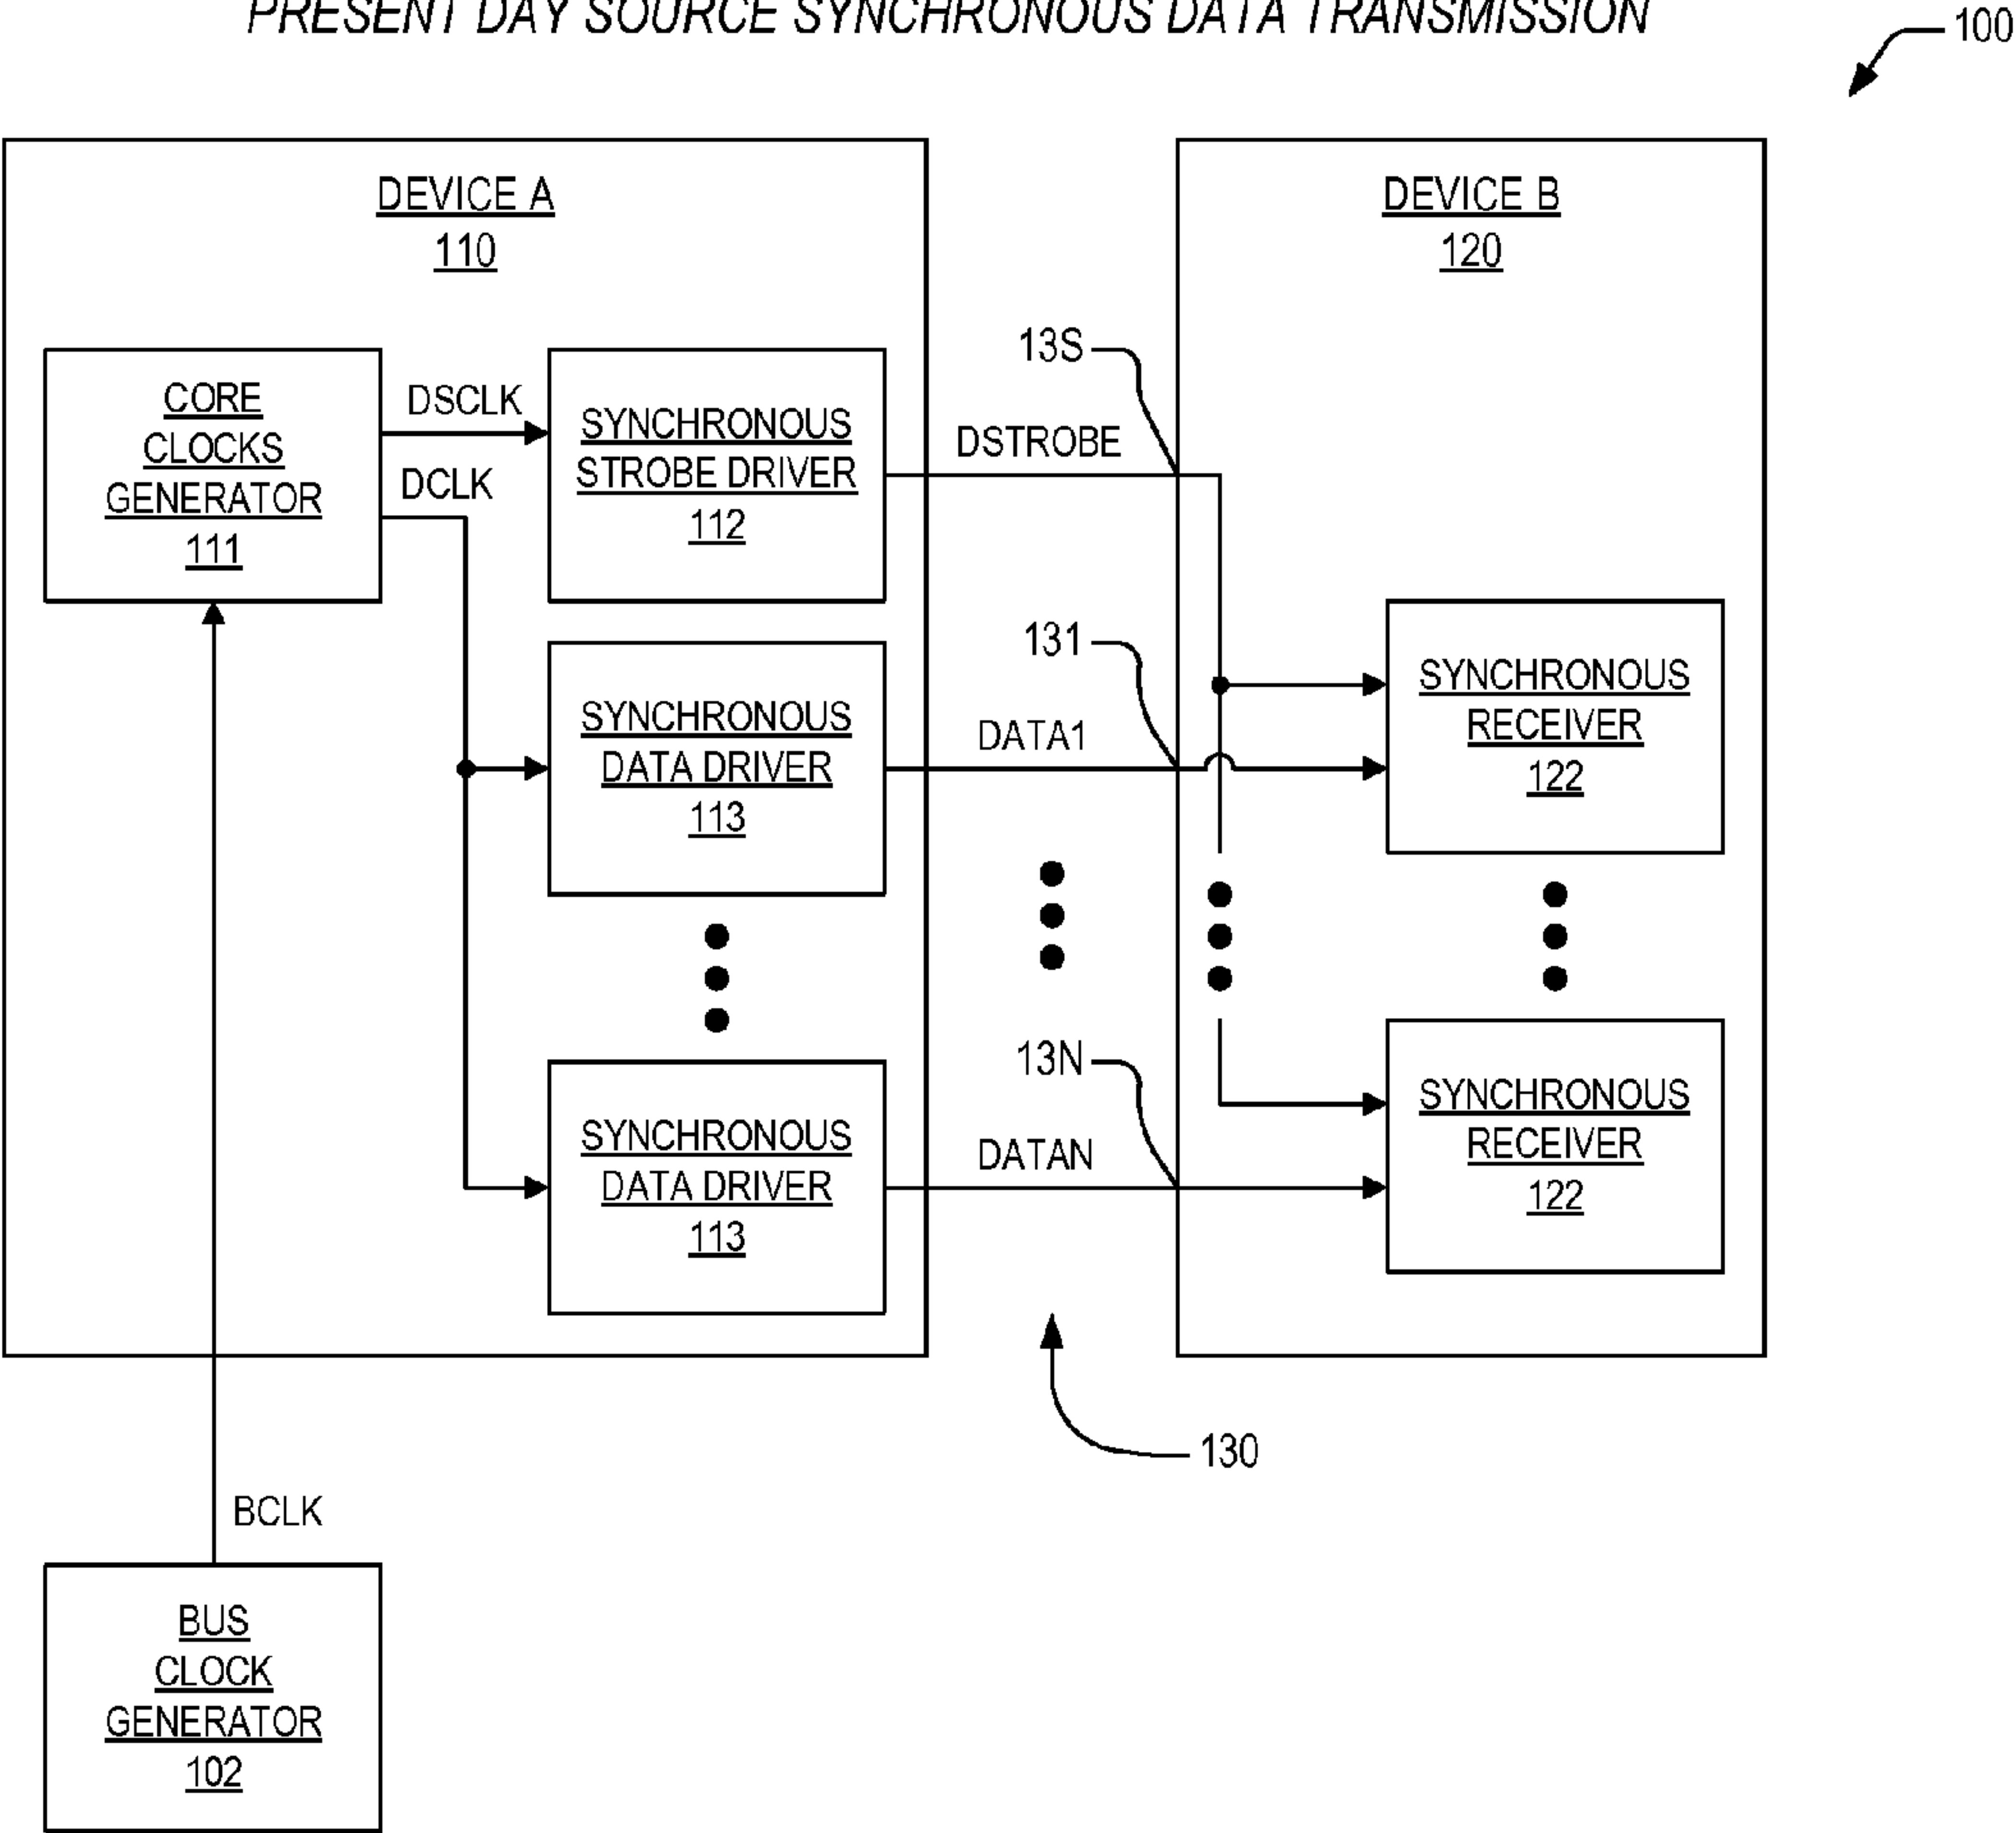 PRESENT DAY SOURCE SYNCHRONOUS DATA TRANSMISSION
100
DEVICE A
110
DEVICE B
120
CORE
CLOCKS
GENERATOR
111
DSCLK
DCLK
SYNCHRONOUS
STROBE DRIVER
112
DSTROBE
13S
SYNCHRONOUS
DATA DRIVER
113
DATA1
131
SYNCHRONOUS
RECEIVER
122
SYNCHRONOUS
DATA DRIVER
113
DATAN
13N
SYNCHRONOUS
RECEIVER
122
130
BCLK
BUS
CLOCK
GENERATOR
102